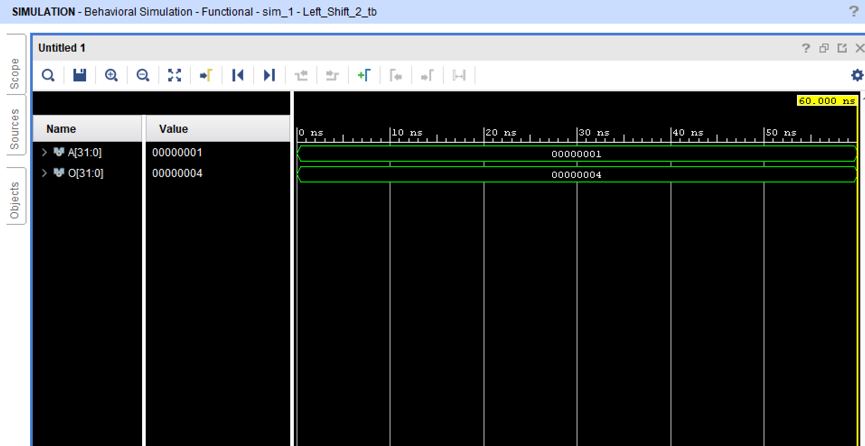 SIMULATION - Behavioral Simulation - Functional - sim_1 - Left_Shift_2_tb ?
Untitled 1 ?
Scope
Sources
Objects
60.000 ns
Name Value
0 ns 10 ns 20 ns 30 ns 40 ns 50 ns
A[31:0] 00000001 00000001
O[31:0] 00000004 00000004